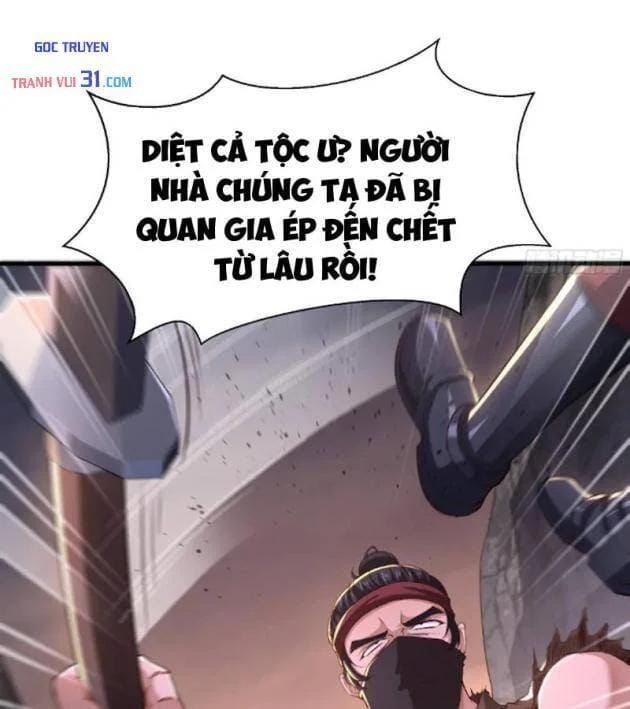 GOC TRUYEN
TRANH VUI 31.COM
DIỆT CẢ TỘC Ư? NGƯỜI
NHÀ CHÚNG TA ĐÃ BỊ
QUAN GIA ÉP ĐẾN CHẾT
TỪ LÂU RỒI!